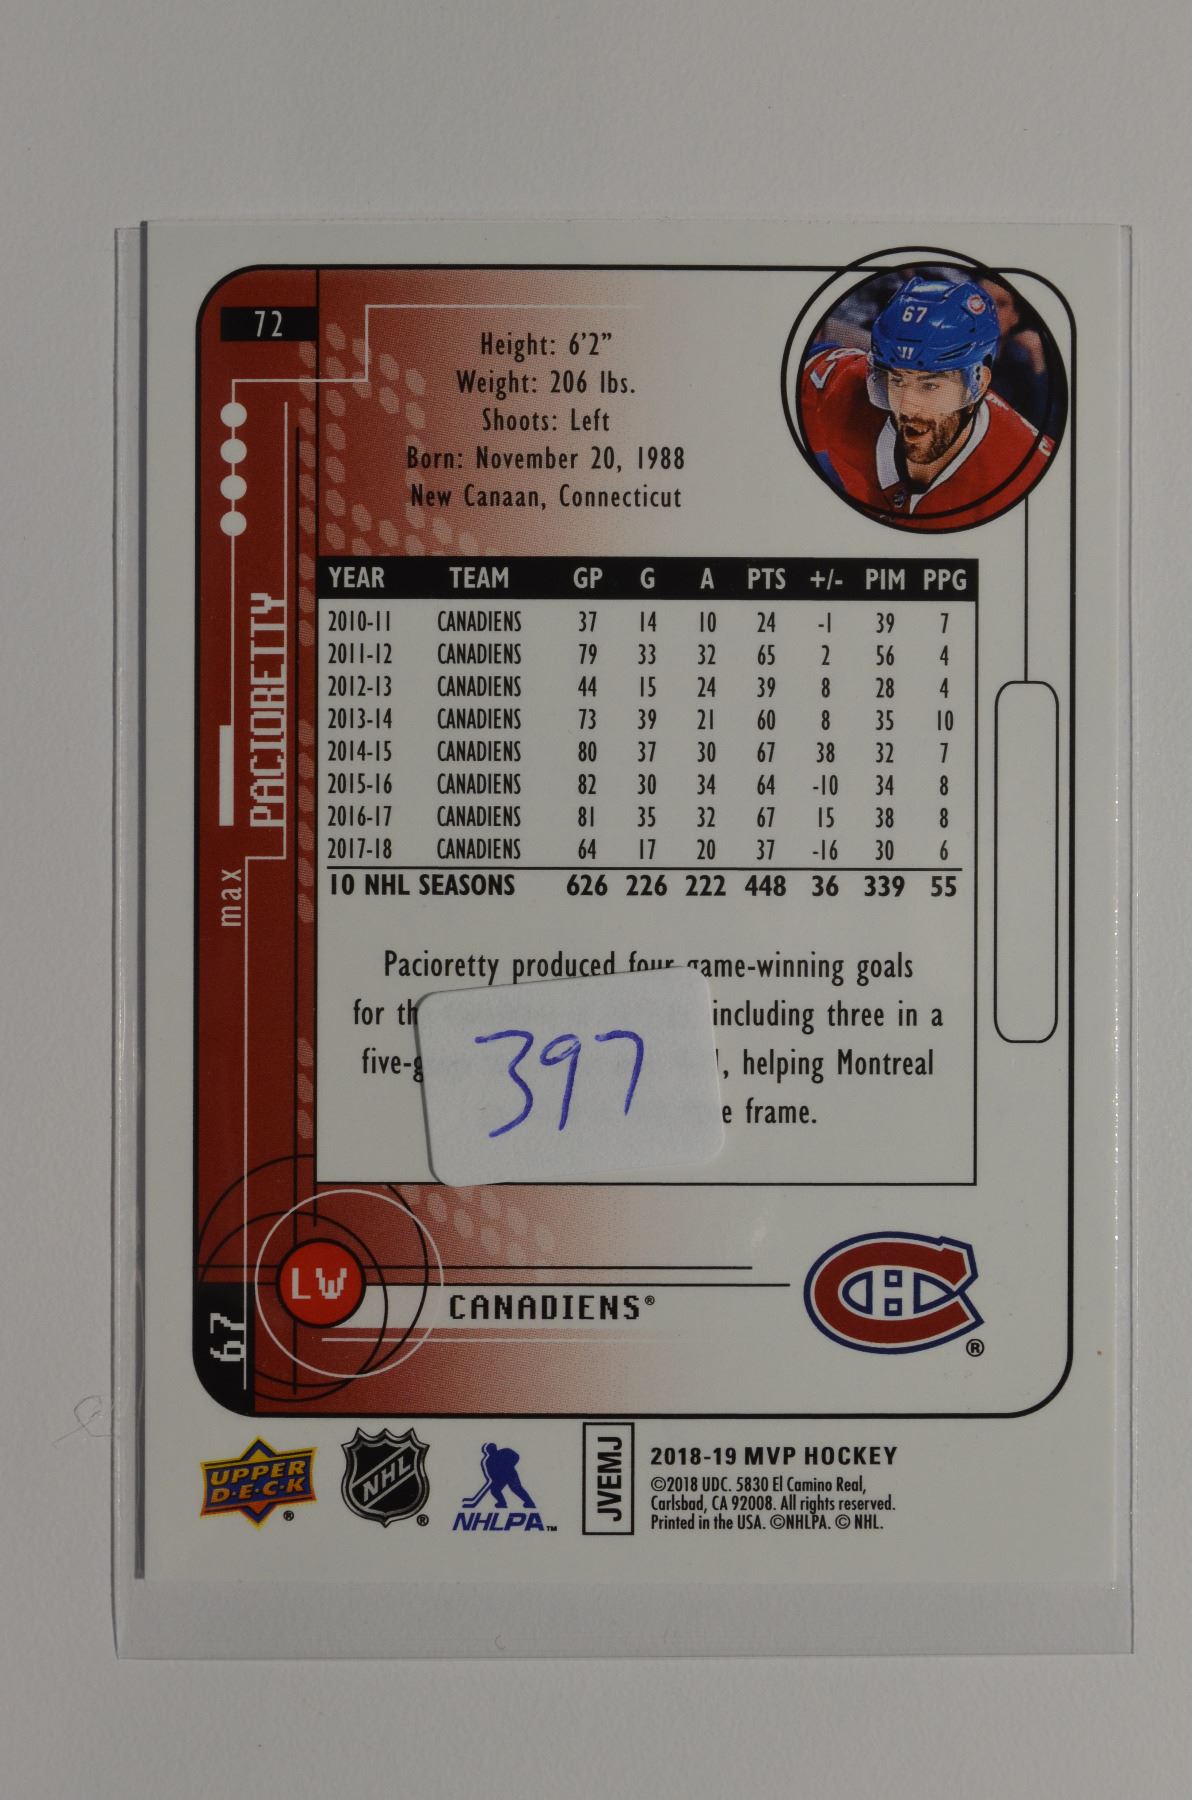 72
Height: 6'2"
Weight: 206 lbs.
Shoots: Left
Born: November 20, 1988
New Canaan, Connecticut
67
max PACIORETTY
YEAR TEAM GP G A PTS +/- PIM PPG
2010-11 CANADIENS 37 14 10 24 -1 39 7
2011-12 CANADIENS 79 33 32 65 2 56 4
2012-13 CANADIENS 44 15 24 39 8 28 4
2013-14 CANADIENS 73 39 21 60 8 35 10
2014-15 CANADIENS 80 37 30 67 38 32 7
2015-16 CANADIENS 82 30 34 64 -10 34 8
2016-17 CANADIENS 81 35 32 67 15 38 8
2017-18 CANADIENS 64 17 20 37 -16 30 6
10 NHL SEASONS 626 226 222 448 36 339 55
Pacioretty produced four game-winning goals
for including three in a
helping Montreal
frame.
397
LW
CANADIENS®
67
®
UPPER
D·E·C·K
®
NHL
®
NHLPA™
JVEMJ
2018-19 MVP HOCKEY
©2018 UDC. 5830 El Camino Real,
Carlsbad, CA 92008. All rights reserved.
Printed in the USA. ©NHLPA. © NHL.